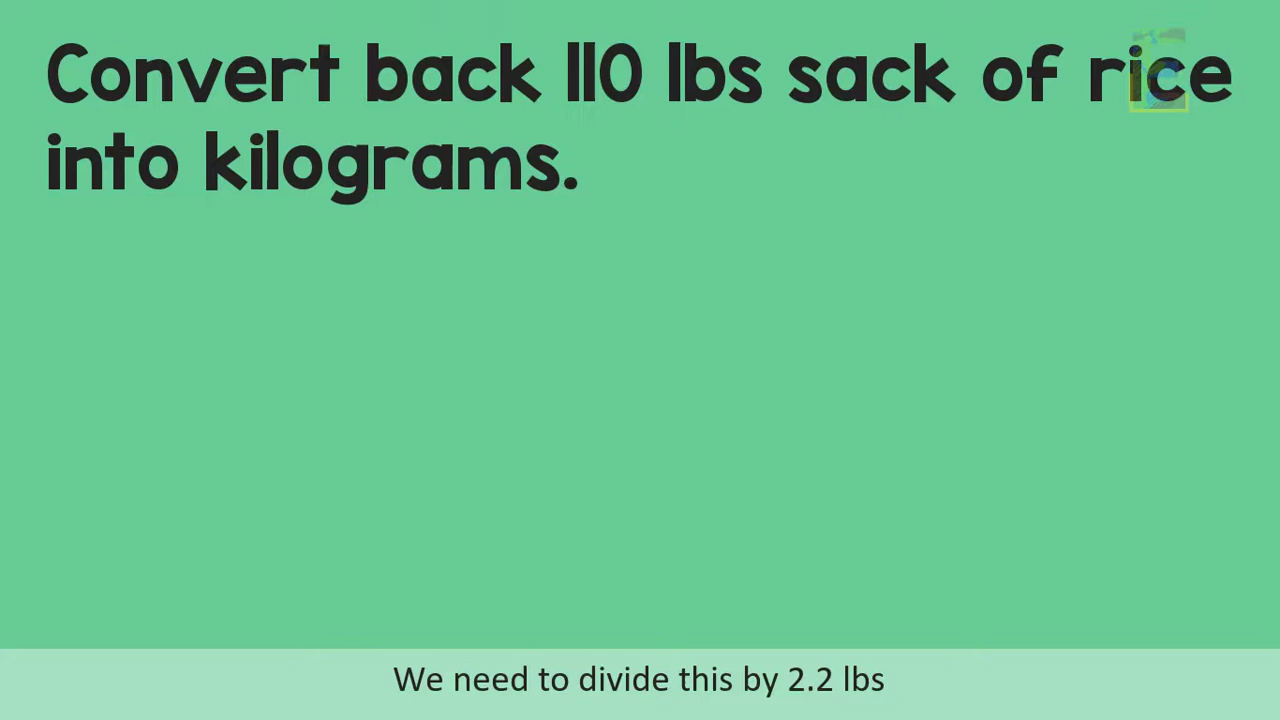 Convert back 110 lbs sack of rice
into kilograms.
We need to divide this by 2.2 lbs